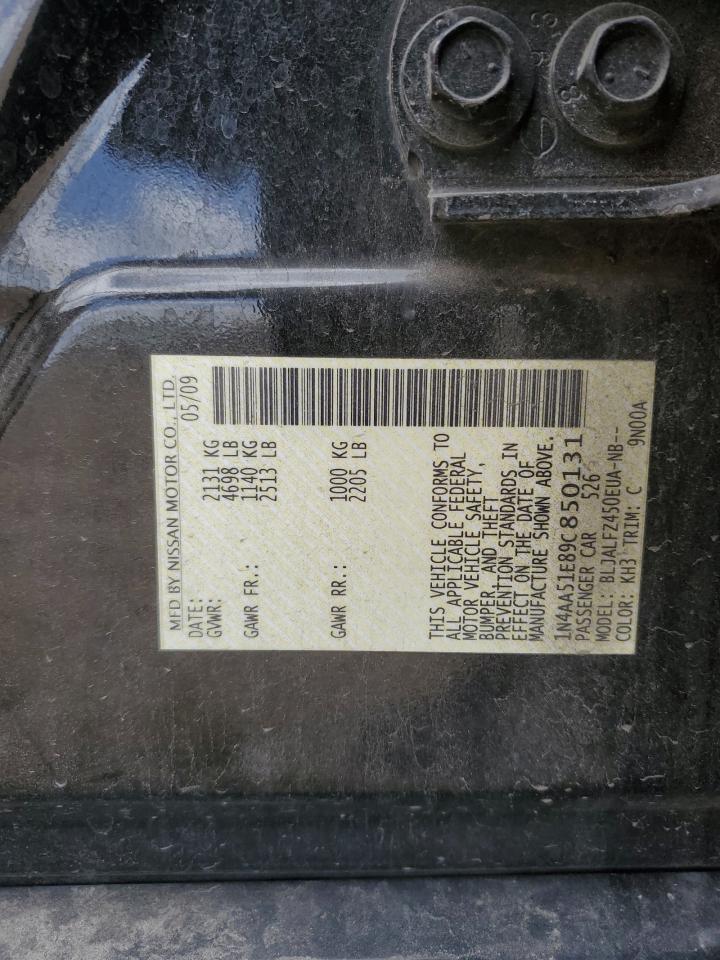 MFD BY NISSAN MOTOR CO., LTD.
DATE: 05/09
GVWR: 2131 KG
4698 LB
GAWR FR.: 1140 KG
2513 LB
GAWR RR.: 1000 KG
2205 LB
THIS VEHICLE CONFORMS TO
ALL APPLICABLE FEDERAL
MOTOR VEHICLE SAFETY,
BUMPER, AND THEFT
PREVENTION STANDARDS IN
EFFECT ON THE DATE OF
MANUFACTURE SHOWN ABOVE.
1N4AA51E89C850131
PASSENGER CAR 526
MODEL: BLJALFZ450EUA-NB--
COLOR: KH3 TRIM: C 9N00A